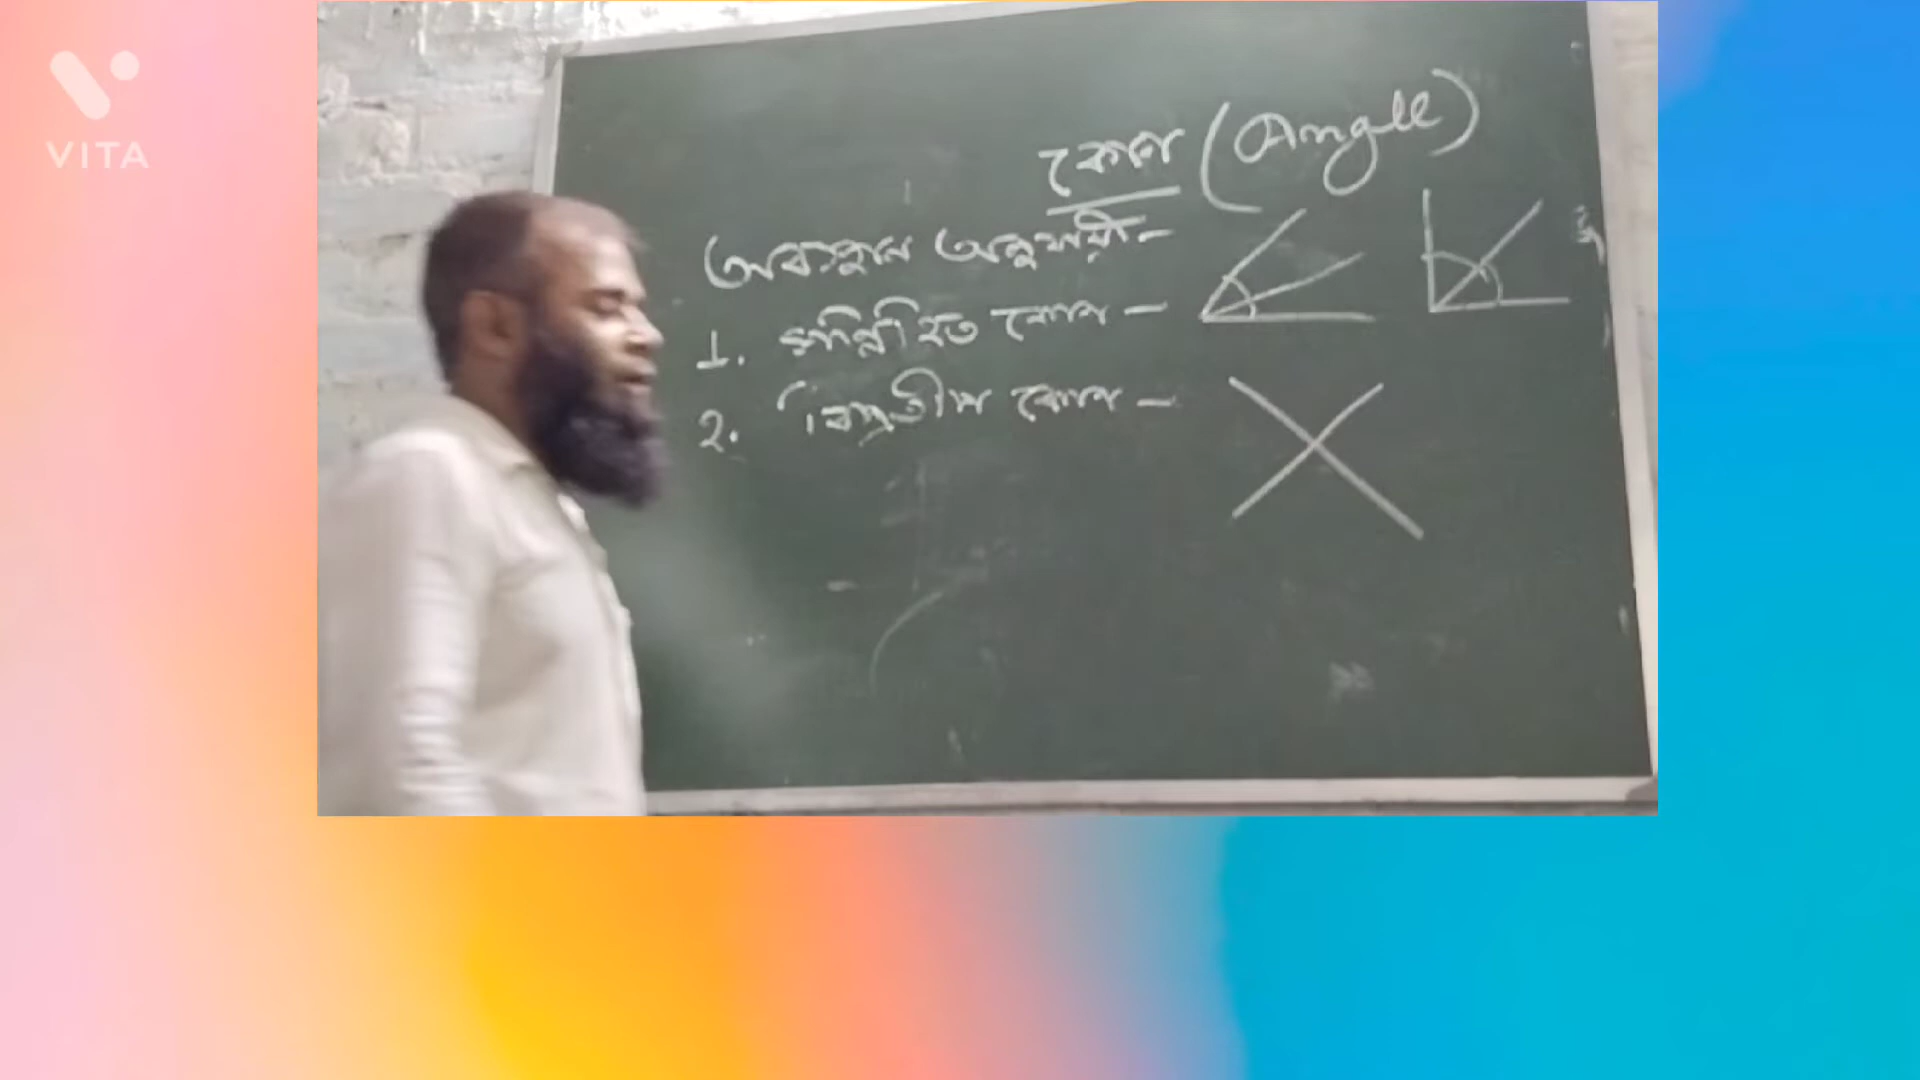 VITA
কোণ (Angle)
অবস্থান অনুযায়ী-
1. সন্নিহিত কোণ -
2. বিপ্রতীপ কোণ -